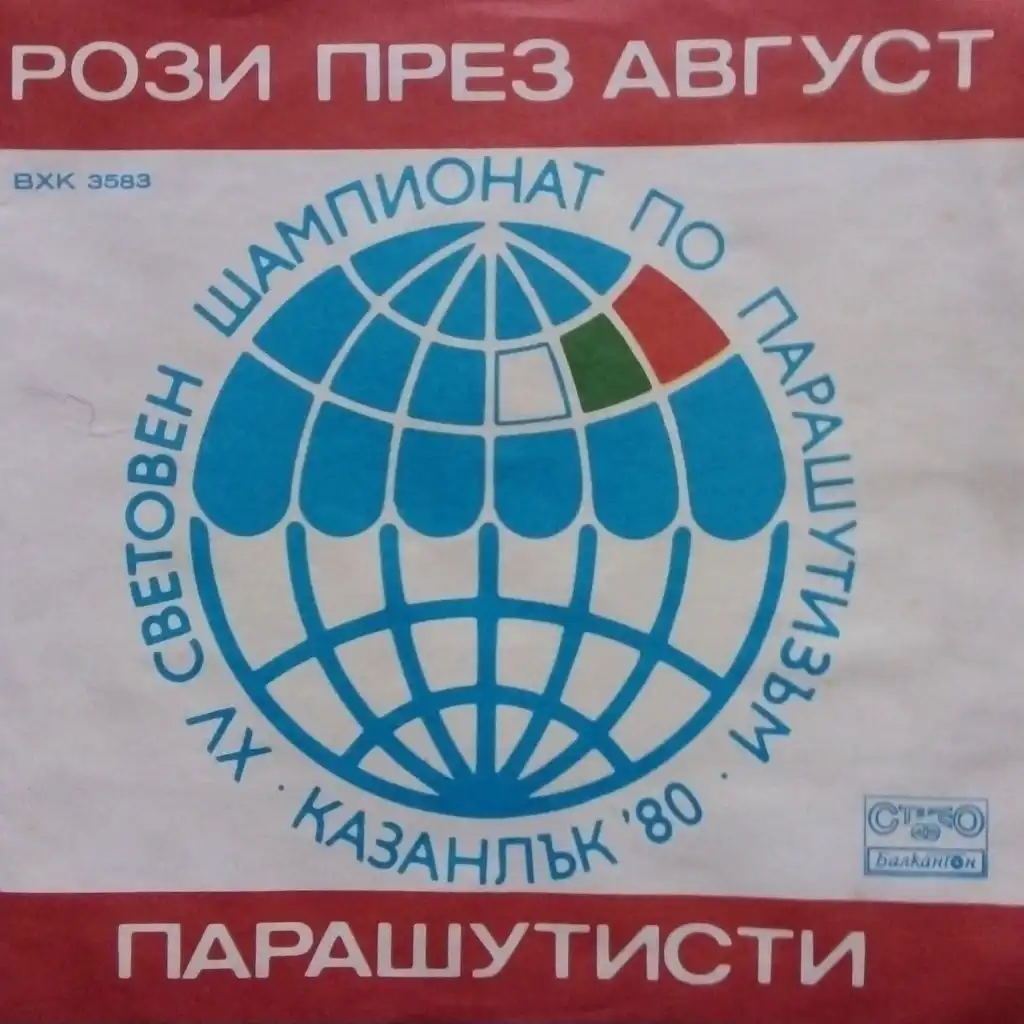 РОЗИ ПРЕЗ АВГУСТ
ВХК 3583
XV СВЕТОВЕН ШАМПИОНАТ ПО ПАРАШУТИЗЪМ · КАЗАНЛЪК '80 ·
СТЕРЕО
Балкантон
ПАРАШУТИСТИ